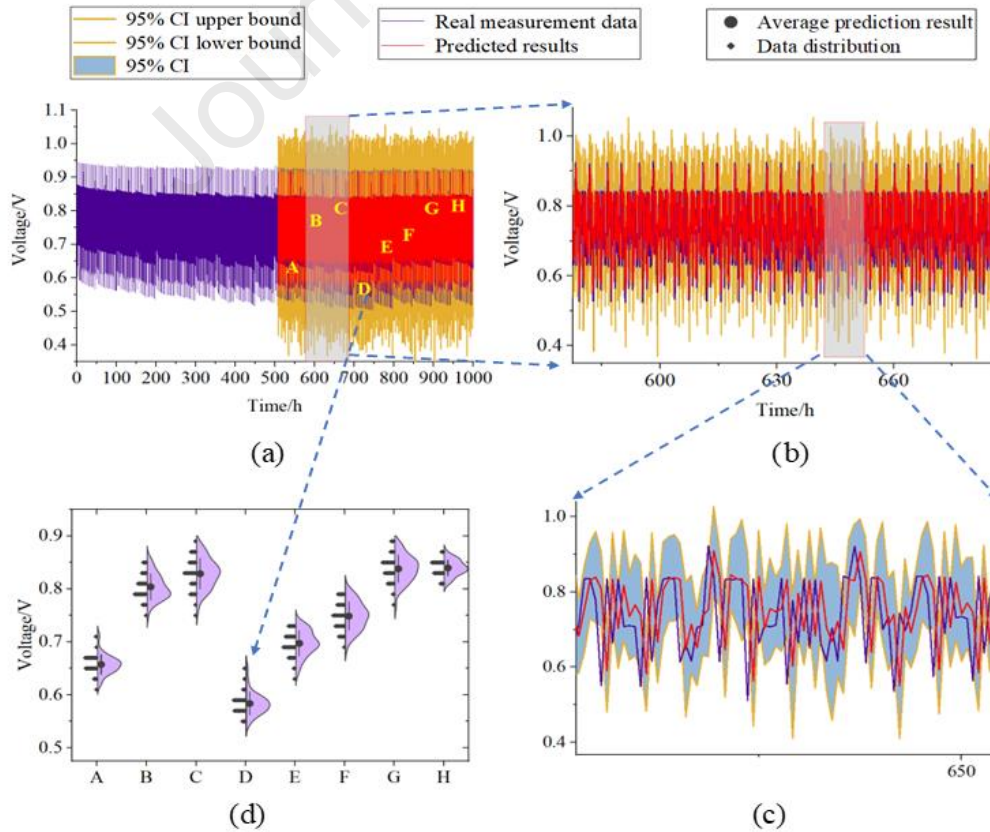 95% CI upper bound
95% CI lower bound
95% CI
Real measurement data
Predicted results
Average prediction result
Data distribution
Jour
1.1
1.0
0.9
0.8
0.7
0.6
0.5
0.4
Voltage/V
A
B
C
D
E
F
G
H
0 100 200 300 400 500 600 700 800 900 1000
Time/h
(a)
1.0
0.8
0.6
0.4
Voltage/V
600 630 660
Time/h
(b)
0.9
0.8
0.7
0.6
0.5
Voltage/V
A B C D E F G H
(d)
1.0
0.8
0.6
0.4
650
(c)